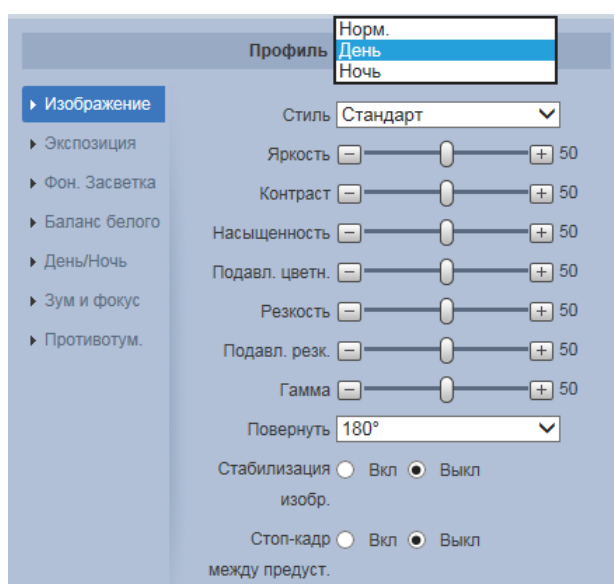 Норм.
Профиль День
Ночь
Изображение
Экспозиция
Фон. Засветка
Баланс белого
День/Ночь
Зум и фокус
Противотум.
Стиль Стандарт
Яркость 50
Контраст 50
Насыщенность 50
Подавл. цветн. 50
Резкость 50
Подавл. резк. 50
Гамма 50
Повернуть 180°
Стабилизация Вкл Выкл
изобр.
Стоп-кадр Вкл Выкл
между предуст.